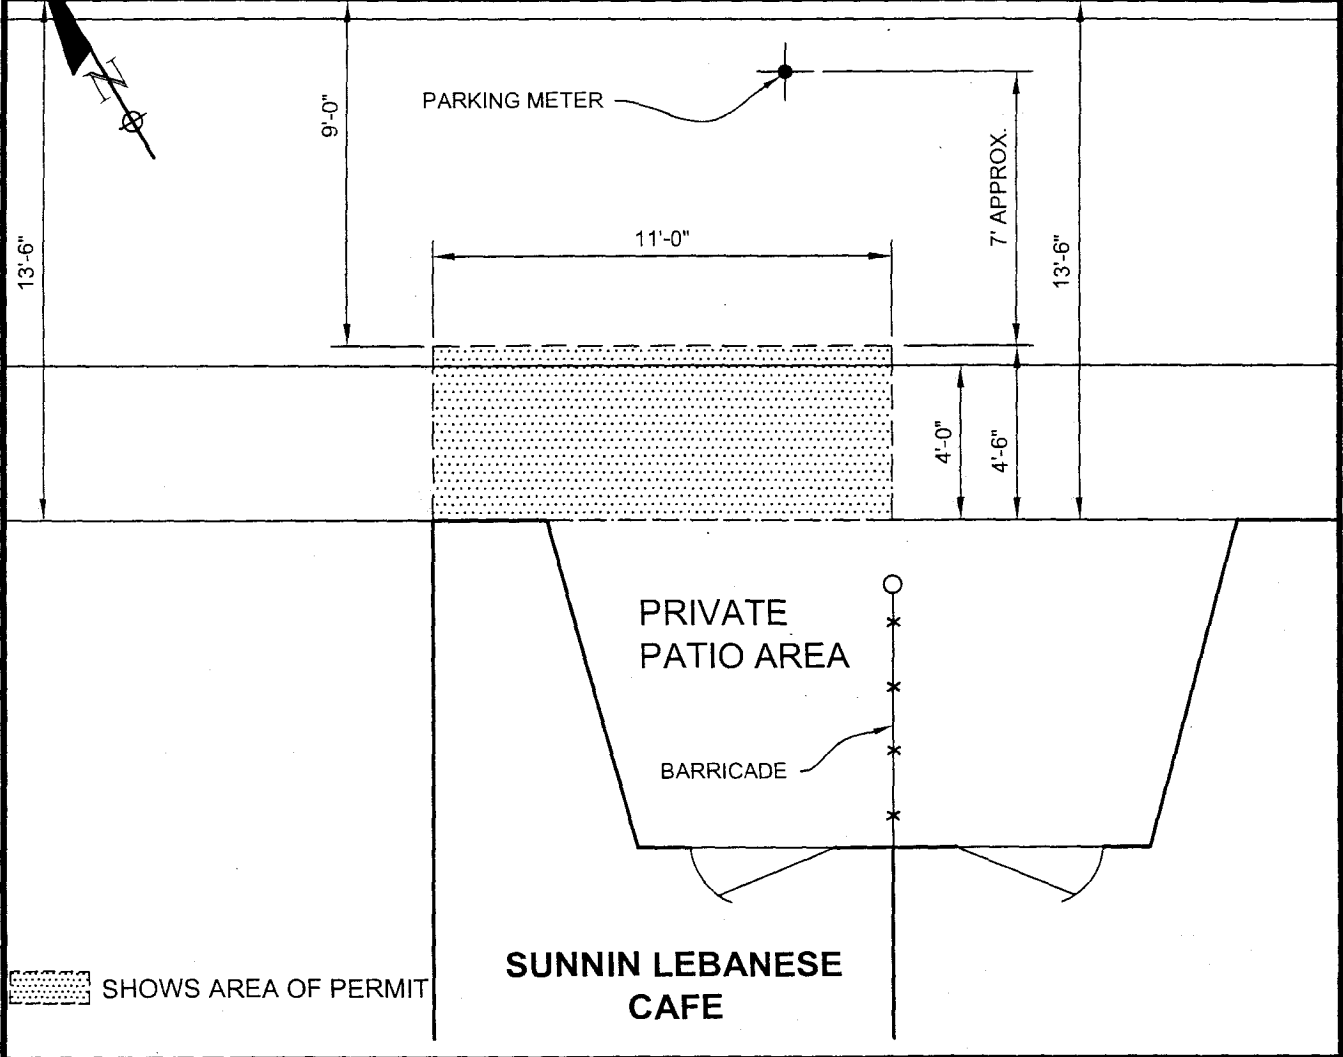 N
PARKING METER
9'-0"
13'-6"
11'-0"
7' APPROX.
13'-6"
4'-0"
4'-6"
PRIVATE
PATIO AREA
BARRICADE
SUNNIN LEBANESE
CAFE
SHOWS AREA OF PERMIT